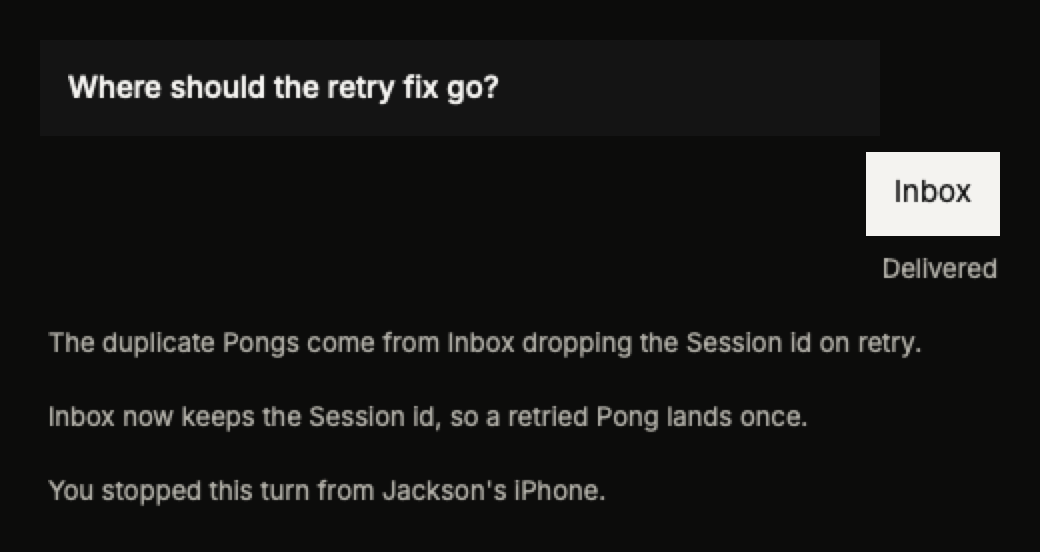 Where should the retry fix go?
Inbox
Delivered
The duplicate Pongs come from Inbox dropping the Session id on retry.
Inbox now keeps the Session id, so a retried Pong lands once.
You stopped this turn from Jackson's iPhone.